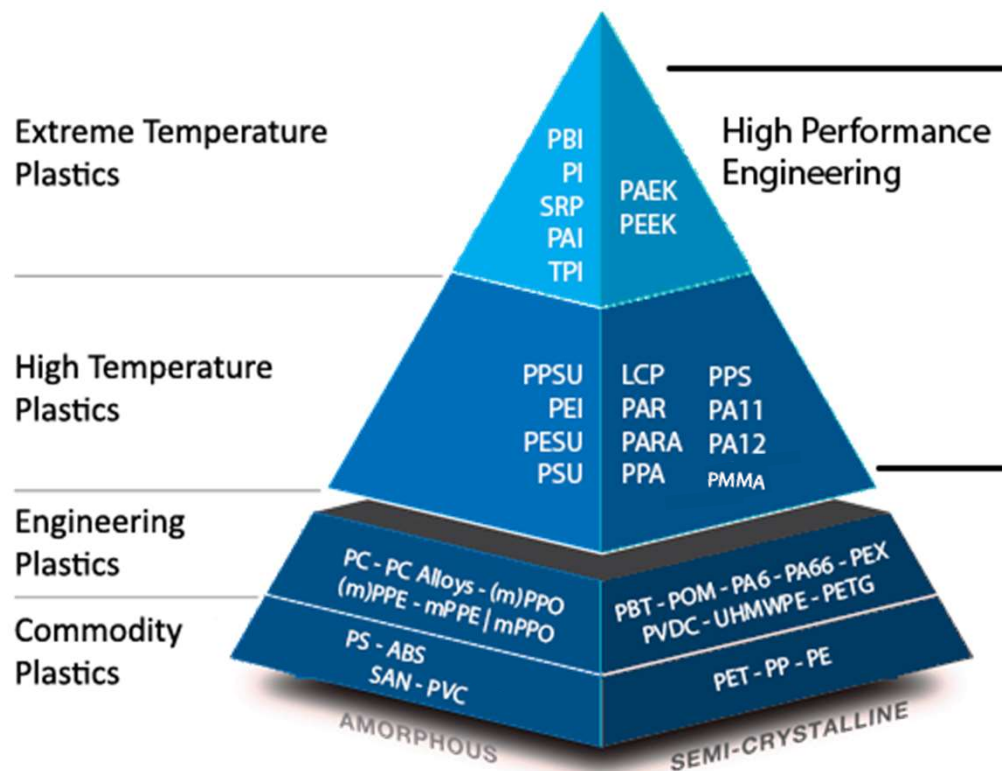 Extreme Temperature
Plastics
High Performance
Engineering
PBI
PI
SRP
PAI
TPI
PAEK
PEEK
High Temperature
Plastics
PPSU
PEI
PESU
PSU
LCP
PAR
PARA
PPA
PPS
PA11
PA12
PMMA
Engineering
Plastics
PC - PC Alloys - (m)PPO
(m)PPE - mPPE | mPPO
PBT - POM - PA6 - PA66 - PEX
PVDC - UHMWPE - PETG
Commodity
Plastics
PS - ABS
SAN - PVC
PET - PP - PE
AMORPHOUS
SEMI-CRYSTALLINE